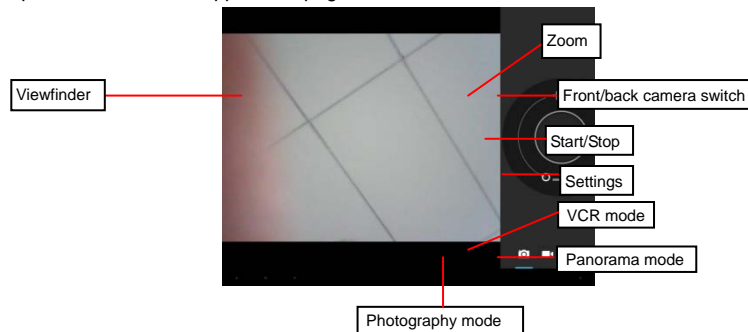 Zoom
Viewfinder
Front/back camera switch
Start/Stop
Settings
VCR mode
Panorama mode
Photography mode